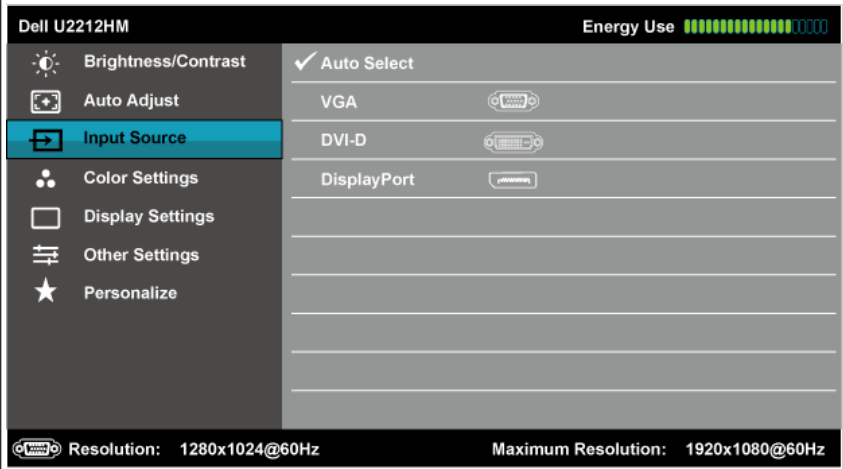 Dell U2212HM Energy Use
Brightness/Contrast Auto Select
Auto Adjust VGA
Input Source DVI-D
Color Settings DisplayPort
Display Settings
Other Settings
Personalize
Resolution: 1280x1024@60Hz Maximum Resolution: 1920x1080@60Hz